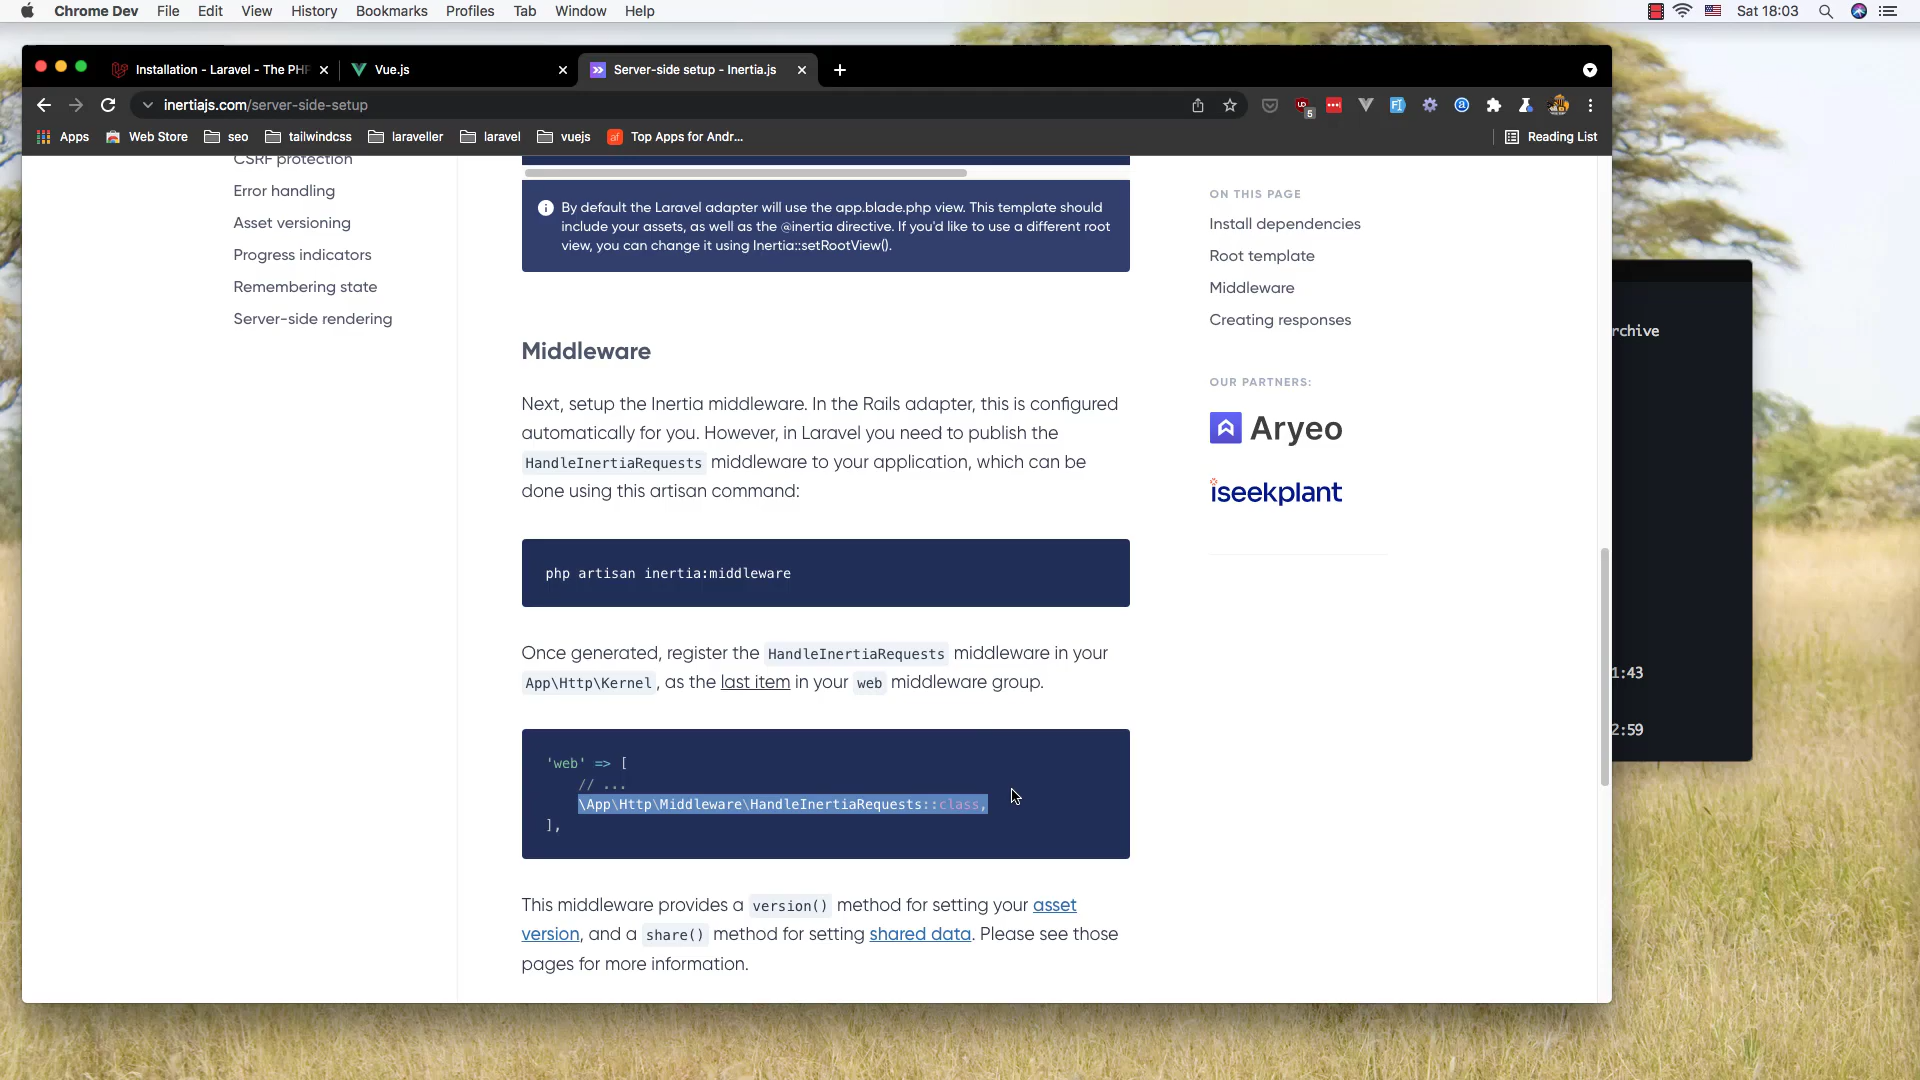 Chrome Dev File Edit View History Bookmarks Profiles Tab Window Help Sat 18:03
Installation - Laravel - The PHP Vue.js Server-side setup - Inertia.js
inertiajs.com/server-side-setup 5
Apps Web Store seo tailwindcss laraveller laravel vuejs Top Apps for Andr... Reading List
CSRF protection
Error handling
Asset versioning
Progress indicators
Remembering state
Server-side rendering
By default the Laravel adapter will use the app.blade.php view. This template should
include your assets, as well as the @inertia directive. If you'd like to use a different root
view, you can change it using Inertia::setRootView().
Middleware
Next, setup the Inertia middleware. In the Rails adapter, this is configured
automatically for you. However, in Laravel you need to publish the
HandleInertiaRequests middleware to your application, which can be
done using this artisan command:
php artisan inertia:middleware
Once generated, register the HandleInertiaRequests middleware in your
App\Http\Kernel, as the last item in your web middleware group.
'web' => [
// ...
\App\Http\Middleware\HandleInertiaRequests::class,
],
This middleware provides a version() method for setting your asset
version, and a share() method for setting shared data. Please see those
pages for more information.
ON THIS PAGE
Install dependencies
Root template
Middleware
Creating responses
OUR PARTNERS:
Aryeo
iseekplant
rchive
1:43
2:59